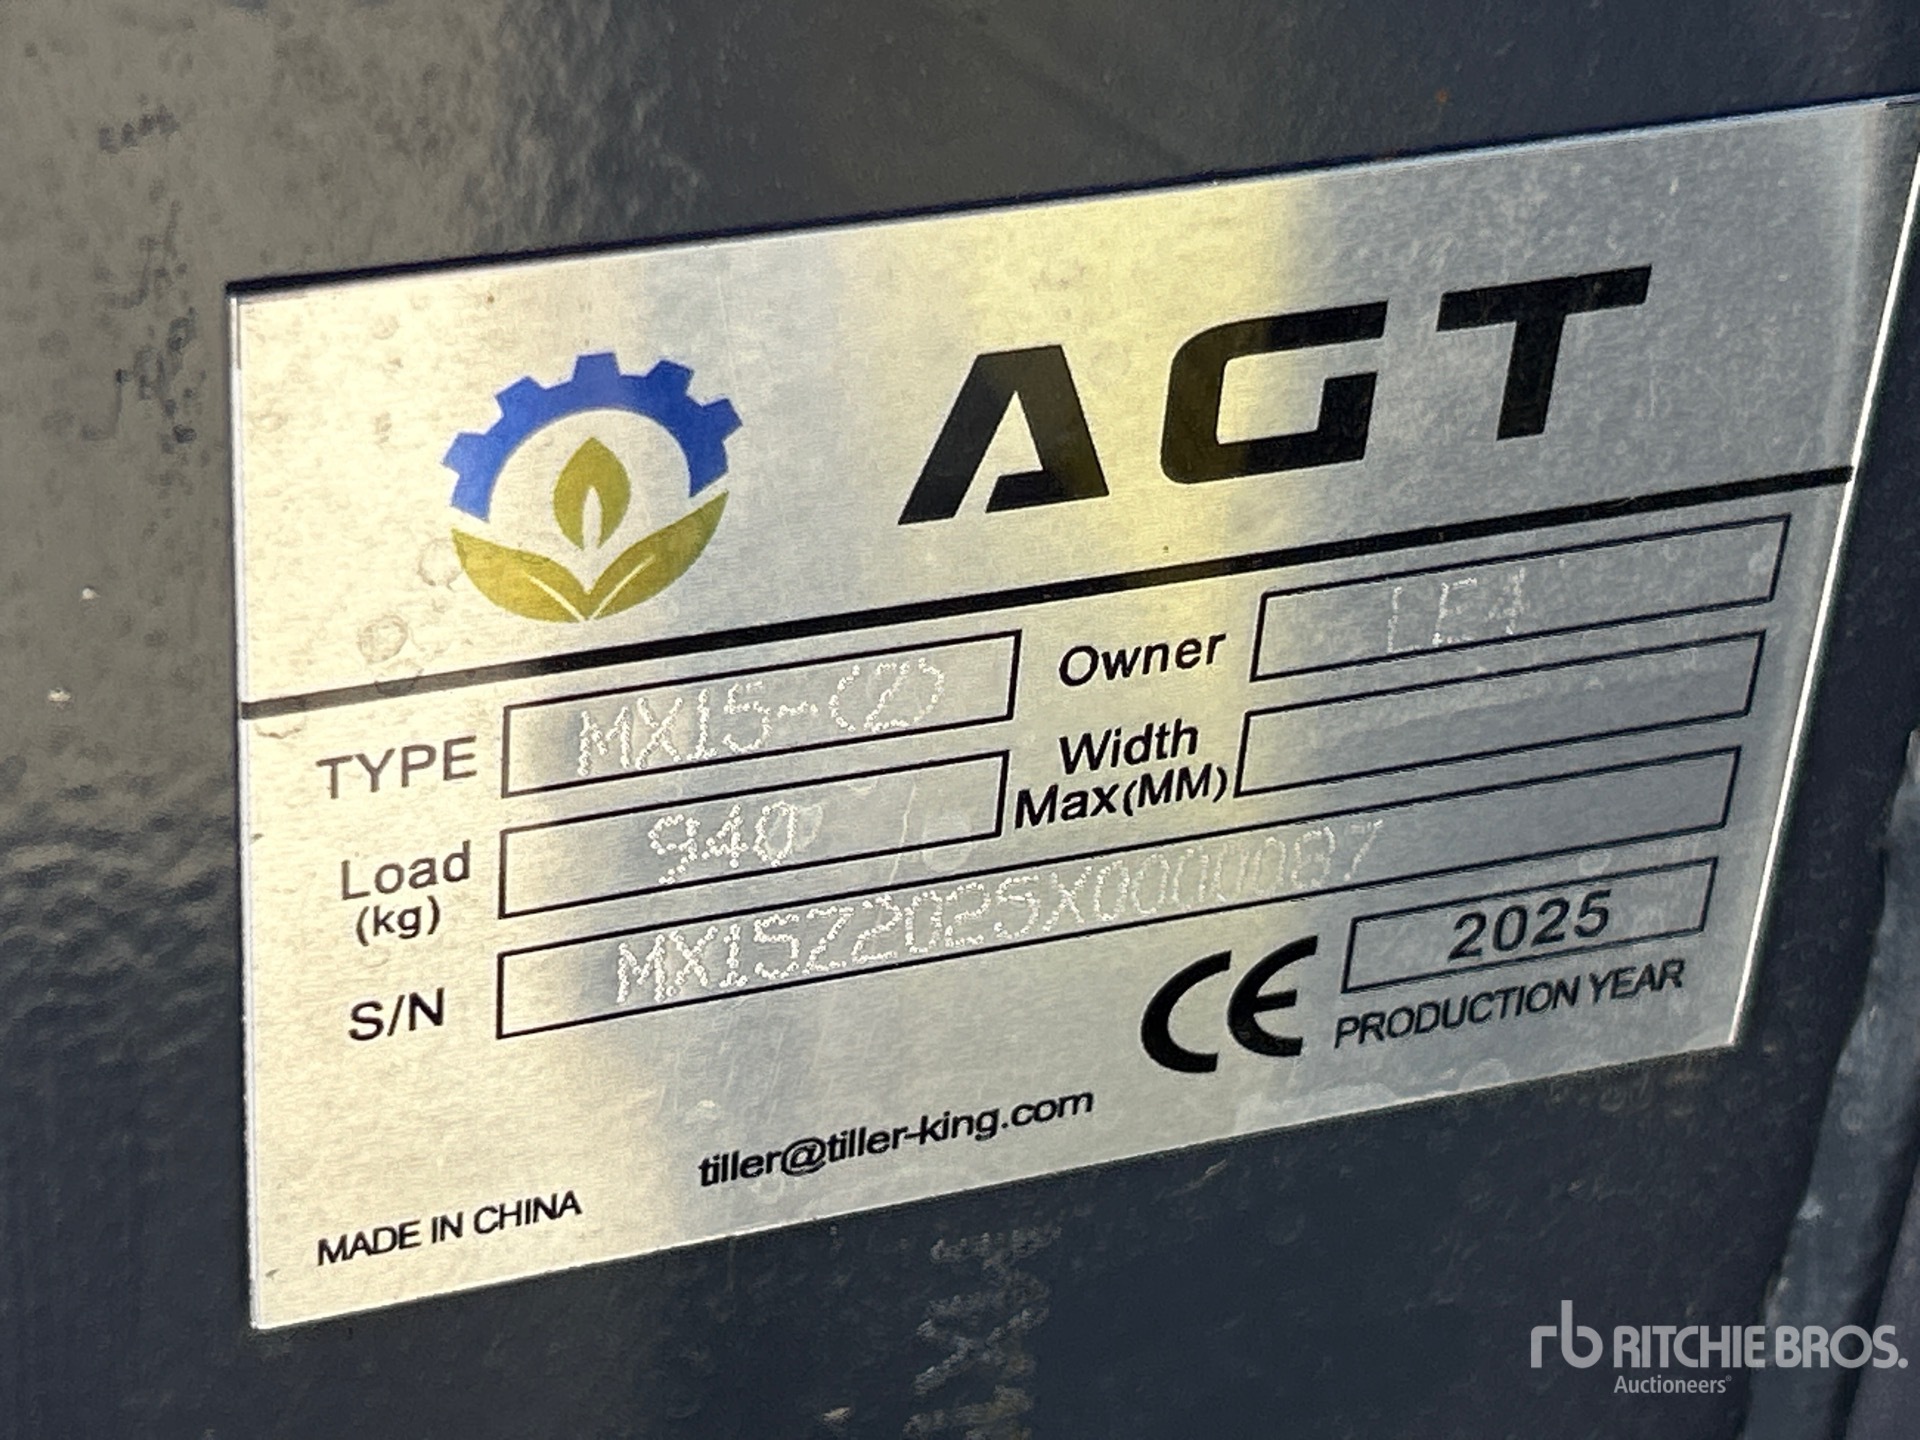 AGT
TYPE MX15-(Z) Owner
Load (kg) 940 Width Max(MM)
S/N
CE 2025
PRODUCTION YEAR
tiller@tiller-king.com
MADE IN CHINA
rb RITCHIE BROS.
Auctioneers